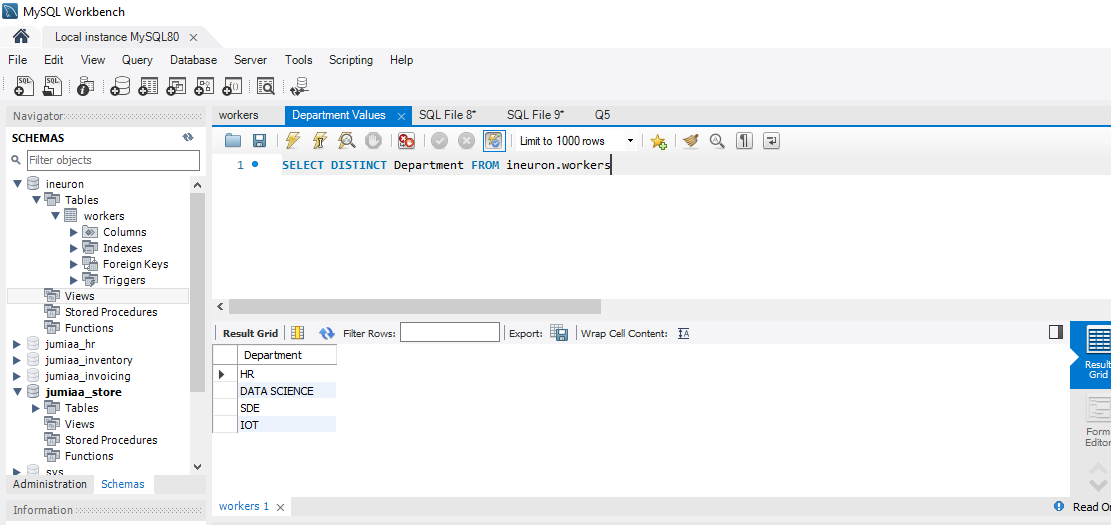 MySQL Workbench
Local instance MySQL80
File Edit View Query Database Server Tools Scripting Help
SQL SQL
Navigator
SCHEMAS
Filter objects
ineuron
Tables
workers
Columns
Indexes
Foreign Keys
Triggers
Views
Stored Procedures
Functions
jumiaa_hr
jumiaa_inventory
jumiaa_invoicing
jumiaa_store
Tables
Views
Stored Procedures
Functions
sys
Administration Schemas
Information
workers Department Values SQL File 8* SQL File 9* Q5
Limit to 1000 rows
1 SELECT DISTINCT Department FROM ineuron.workers
Result Grid Filter Rows: Export: Wrap Cell Content:
Department
HR
DATA SCIENCE
SDE
IOT
Result
Grid
Form
Editor
workers 1
Read On